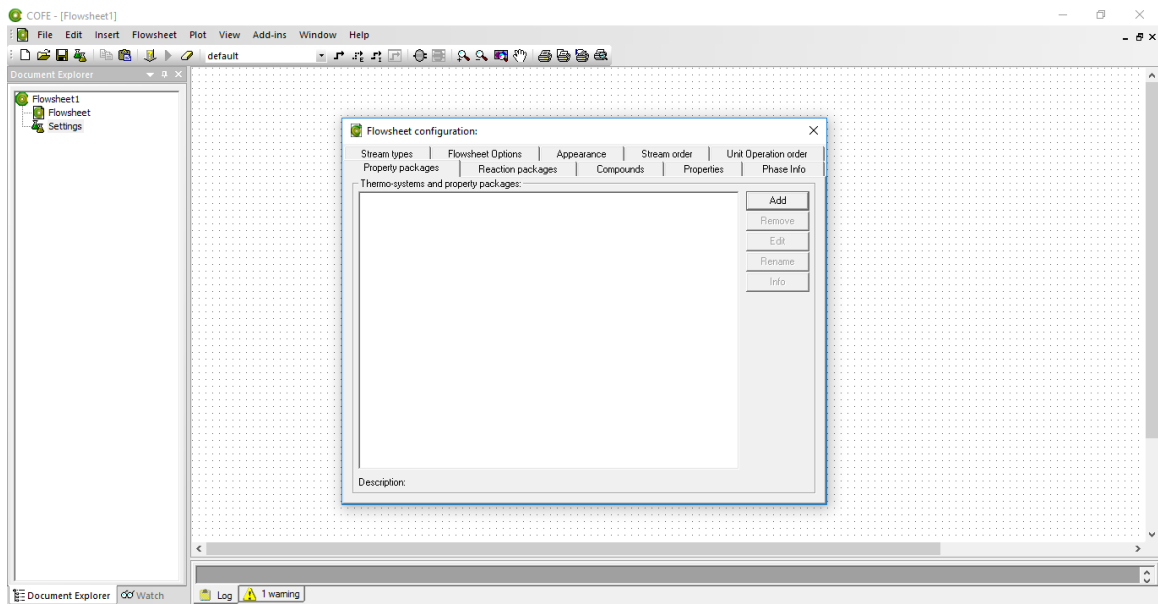 COFE - [Flowsheet1]
File Edit Insert Flowsheet Plot View Add-ins Window Help
default
Document Explorer
Flowsheet1
Flowsheet
Settings
Flowsheet configuration:
Stream types Flowsheet Options Appearance Stream order Unit Operation order
Property packages Reaction packages Compounds Properties Phase Info
Thermo-systems and property packages:
Add
Remove
Edit
Rename
Info
Description:
Document Explorer Watch
Log 1 warning